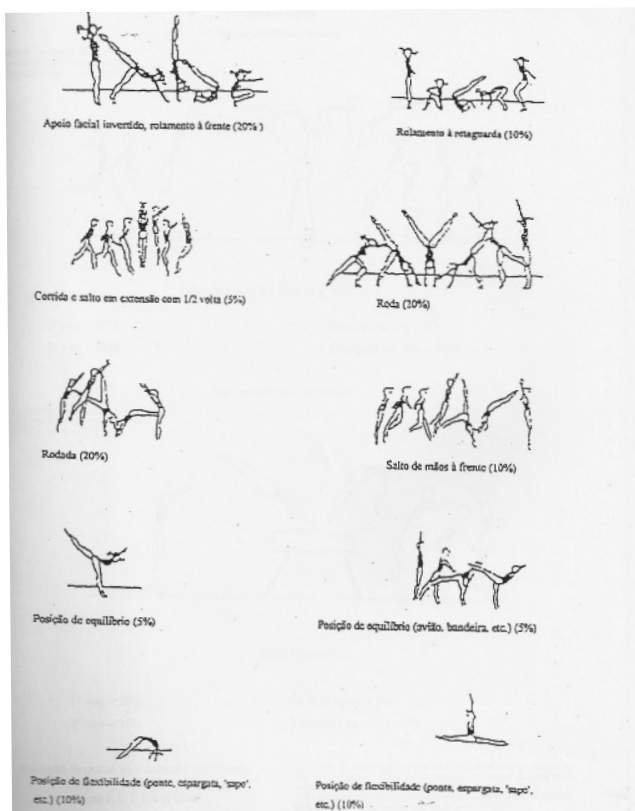 Apoio facial invertido, rolamento à frente (20%)
Rolamento à retaguarda (10%)
Corrida e salto em extensão com 1/2 volta (5%)
Roda (20%)
Rodada (20%)
Salto de mãos à frente (10%)
Posição de equilíbrio (5%)
Posição de equilíbrio (avião, bandeira, etc.) (5%)
Posição de flexibilidade (ponte, espargata, 'sapo',
etc.) (10%)
Posição de flexibilidade (ponte, espargata, 'sapo',
etc.) (10%)